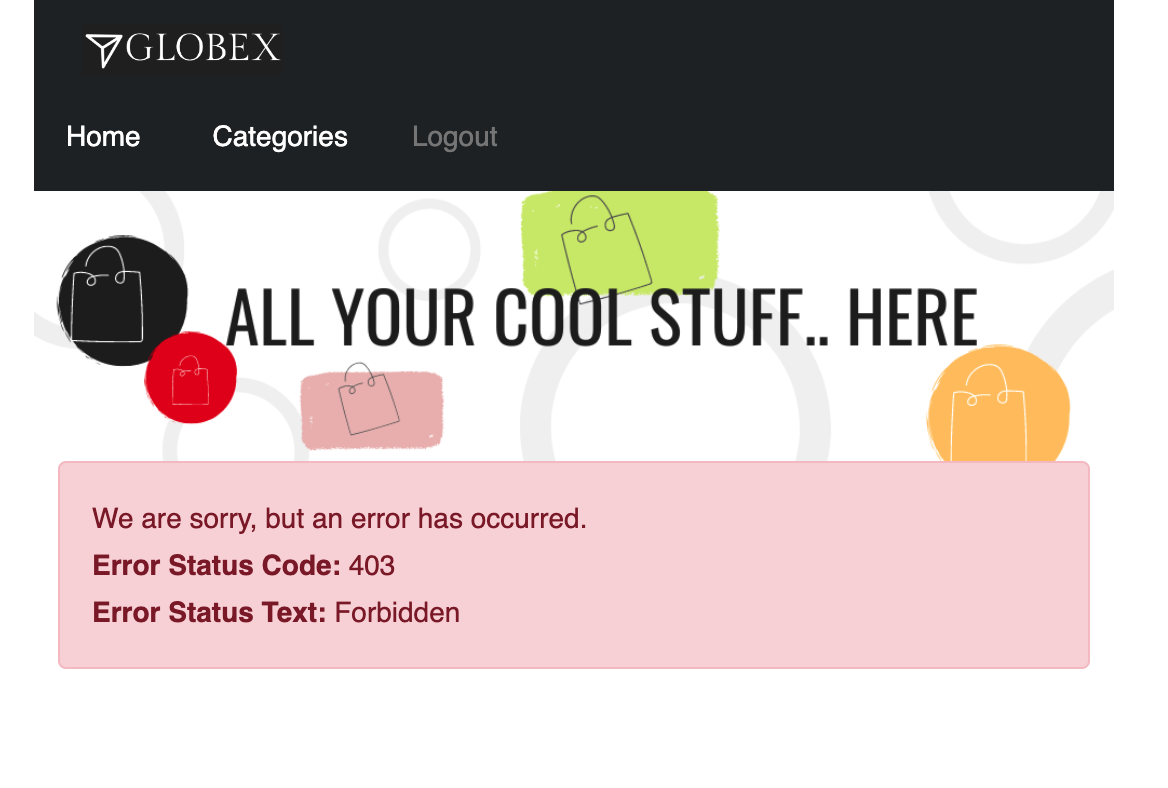 GLOBEX
Home Categories Logout
ALL YOUR COOL STUFF.. HERE
We are sorry, but an error has occurred.
Error Status Code: 403
Error Status Text: Forbidden